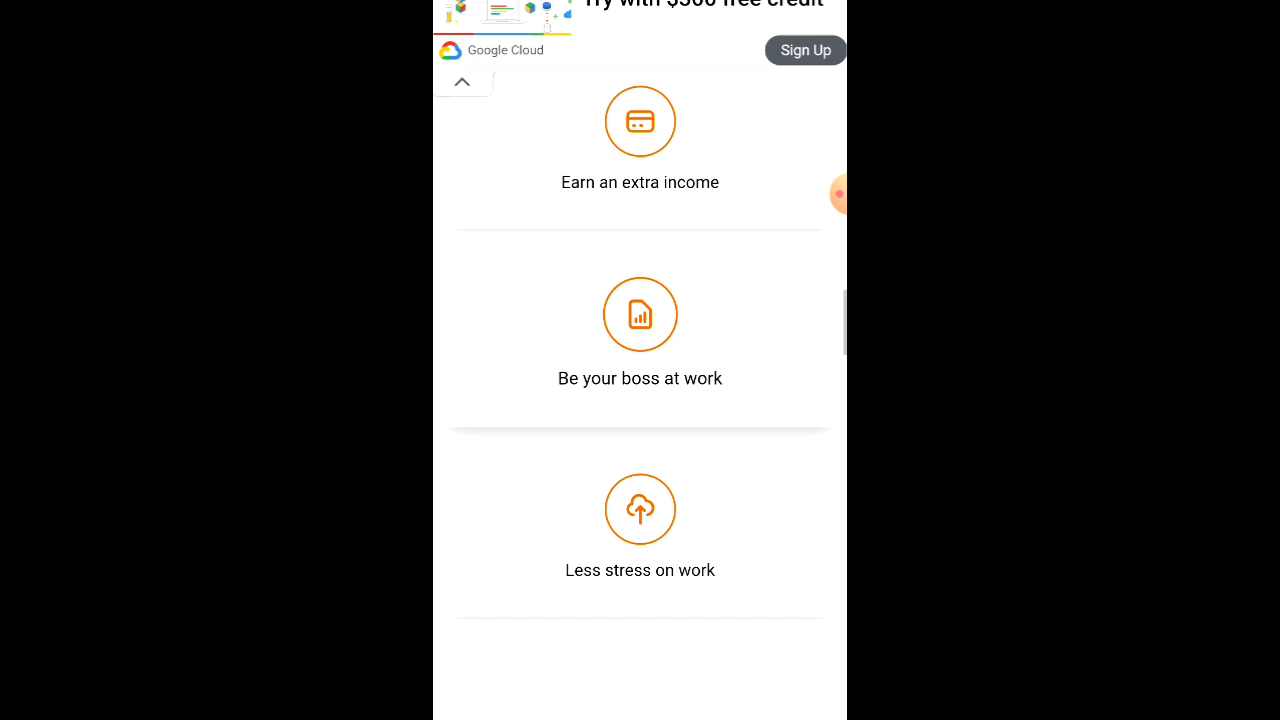 Try with $300 free credit
Google Cloud
Sign Up
Earn an extra income
Be your boss at work
Less stress on work